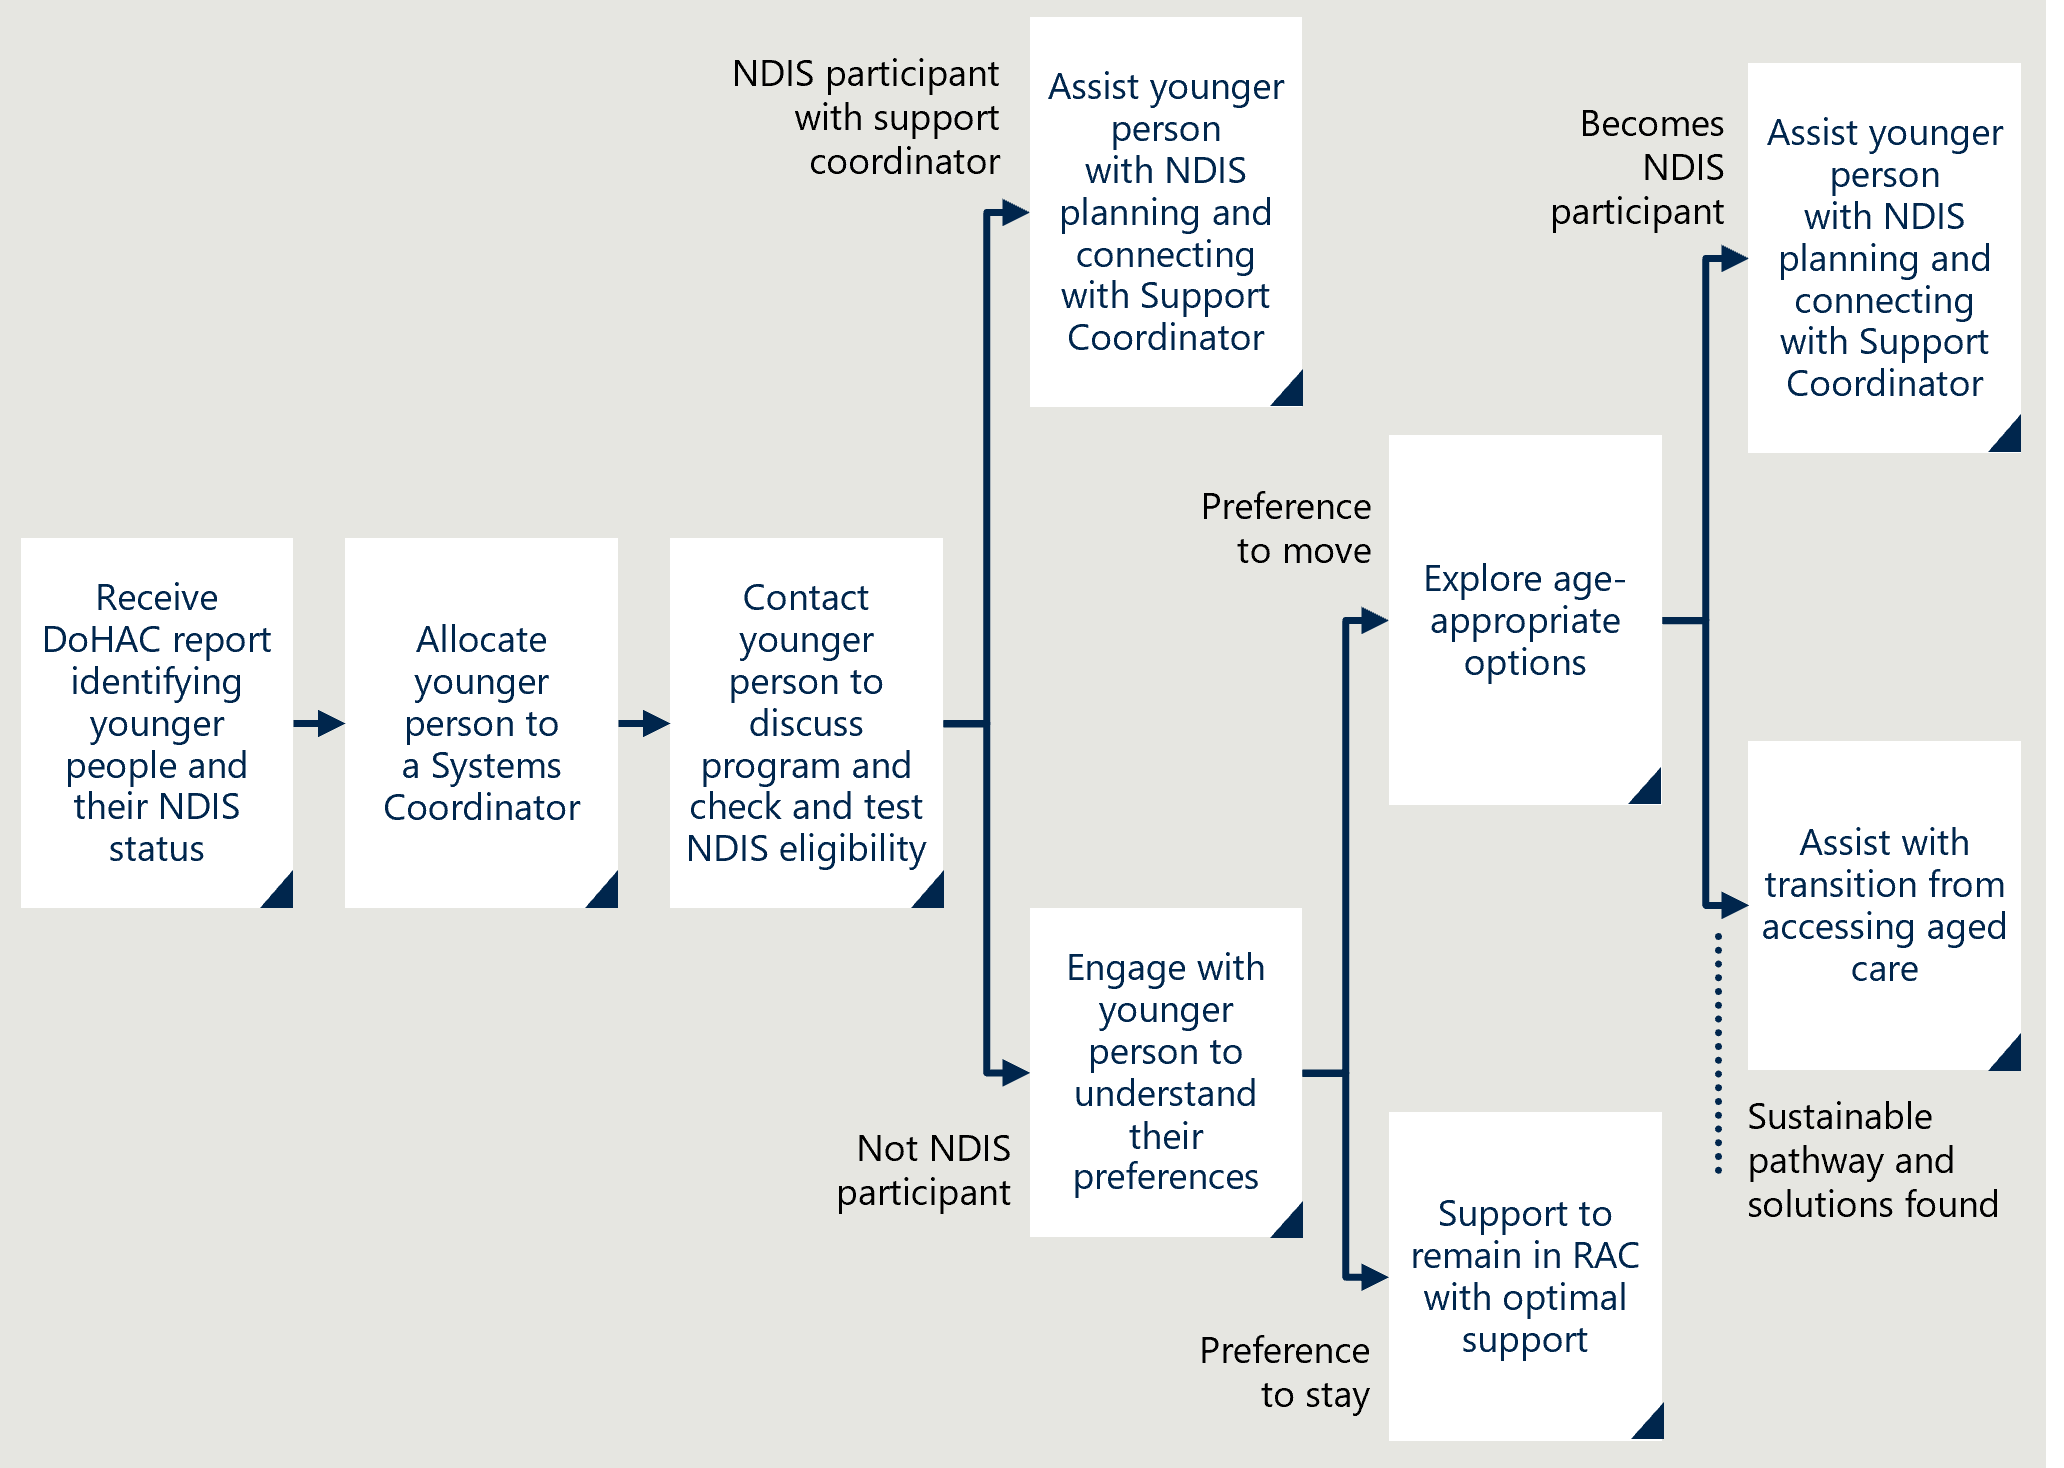 Receive
DoHAC report
identifying
younger
people and
their NDIS
status
Allocate
younger
person to
a Systems
Coordinator
Contact
younger
person to
discuss
program and
check and test
NDIS eligibility
NDIS participant
with support
coordinator
Assist younger
person
with NDIS
planning and
connecting
with Support
Coordinator
Not NDIS
participant
Engage with
younger
person to
understand
their
preferences
Preference
to move
Explore age-
appropriate
options
Preference
to stay
Support to
remain in RAC
with optimal
support
Becomes
NDIS
participant
Assist younger
person
with NDIS
planning and
connecting
with Support
Coordinator
Assist with
transition from
accessing aged
care
Sustainable
pathway and
solutions found